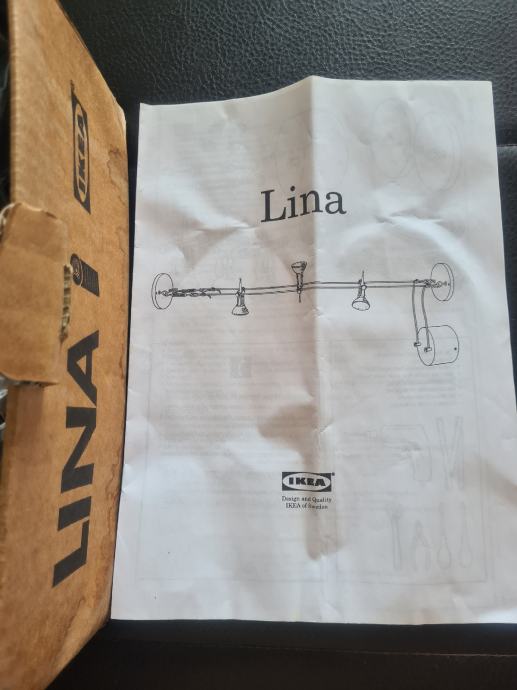 IKEA
LINA
Lina
IKEA
Design and Quality
IKEA of Sweden